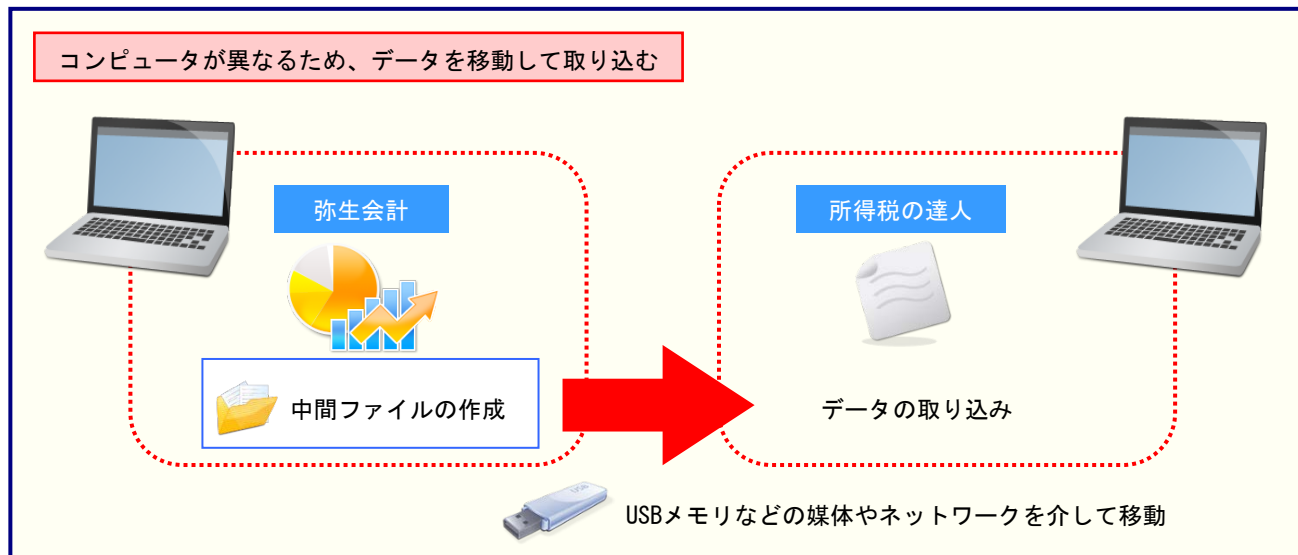 コンピュータが異なるため、データを移動して取り込む
弥生会計
所得税の達人
中間ファイルの作成
データの取り込み
USB
USBメモリなどの媒体やネットワークを介して移動